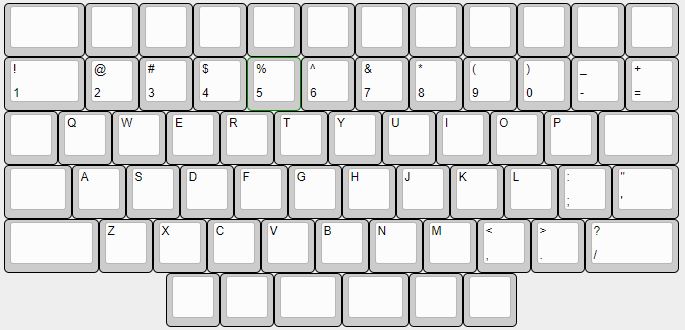 ! @ # $ % ^ & * ( ) _ +
1 2 3 4 5 6 7 8 9 0 - =
Q W E R T Y U I O P
A S D F G H J K L : "
; '
Z X C V B N M < > ?
, . /